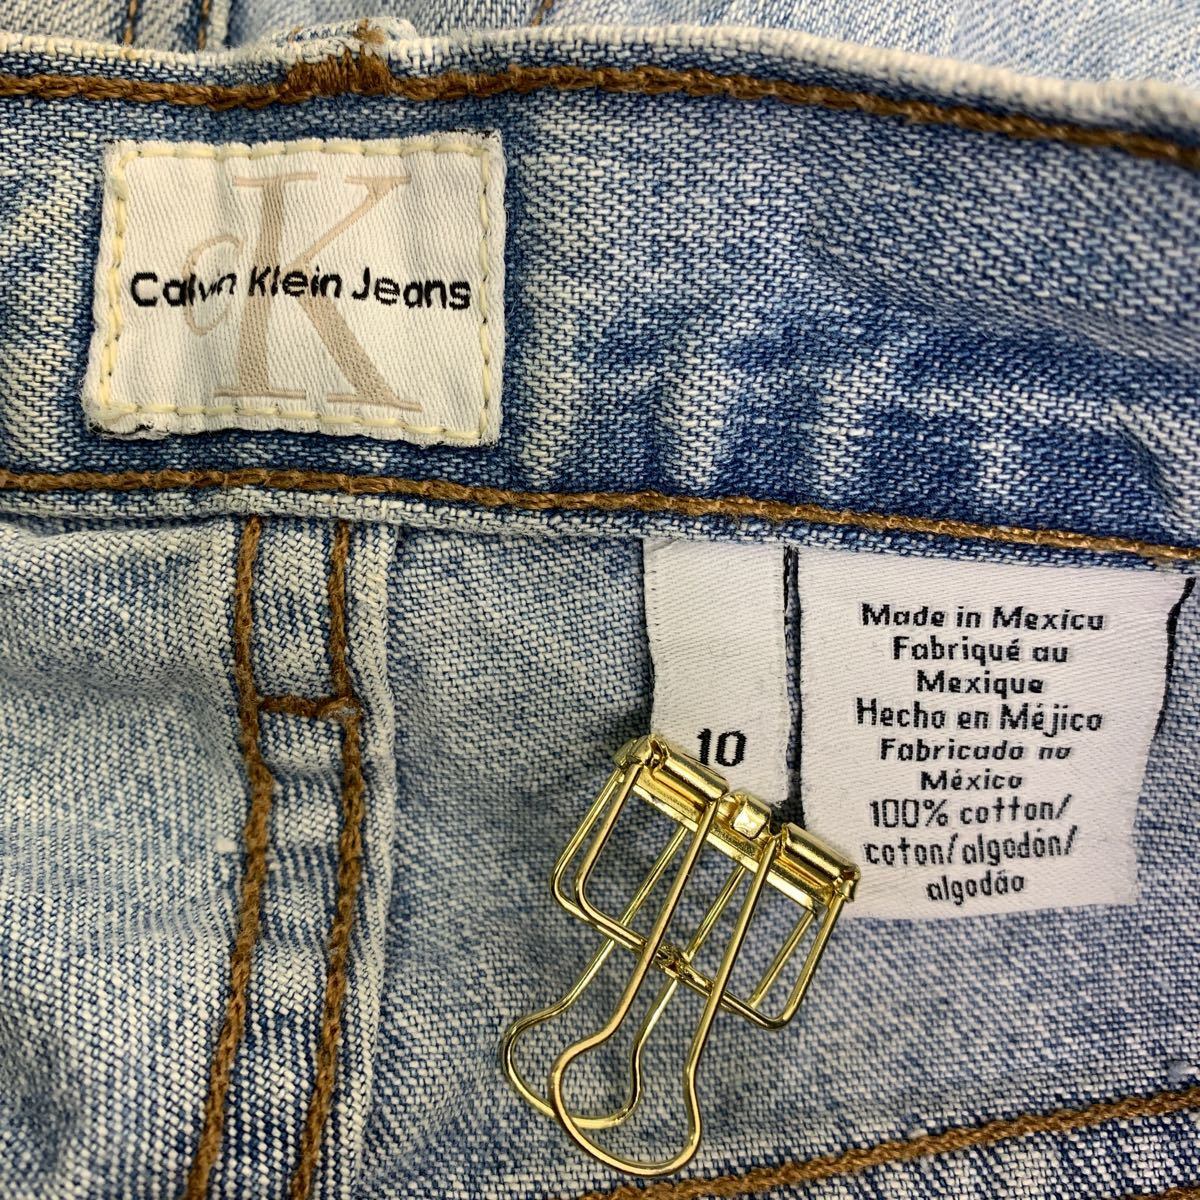 CK
Calvin Klein Jeans
10
Made in Mexico
Fabriqué au
Mexique
Hecho en Méjico
Fabricado no
México
100% cotton/
coton/algodón/
algodão